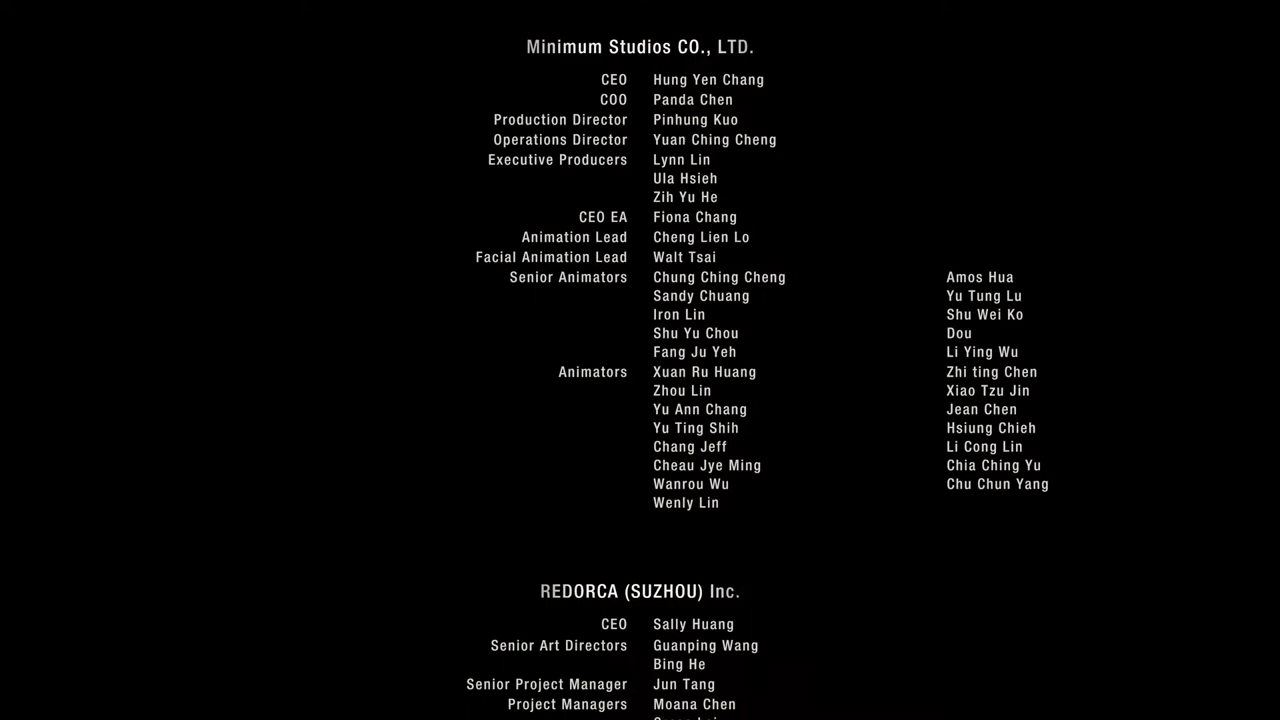 Minimum Studios CO., LTD.
CEO Hung Yen Chang
COO Panda Chen
Production Director Pinhung Kuo
Operations Director Yuan Ching Cheng
Executive Producers Lynn Lin
Ula Hsieh
Zih Yu He
CEO EA Fiona Chang
Animation Lead Cheng Lien Lo
Facial Animation Lead Walt Tsai
Senior Animators Chung Ching Cheng Amos Hua
Sandy Chuang Yu Tung Lu
Iron Lin Shu Wei Ko
Shu Yu Chou Dou
Fang Ju Yeh Li Ying Wu
Animators Xuan Ru Huang Zhi ting Chen
Zhou Lin Xiao Tzu Jin
Yu Ann Chang Jean Chen
Yu Ting Shih Hsiung Chieh
Chang Jeff Li Cong Lin
Cheau Jye Ming Chia Ching Yu
Wanrou Wu Chu Chun Yang
Wenly Lin
REDORCA (SUZHOU) Inc.
CEO Sally Huang
Senior Art Directors Guanping Wang
Bing He
Senior Project Manager Jun Tang
Project Managers Moana Chen